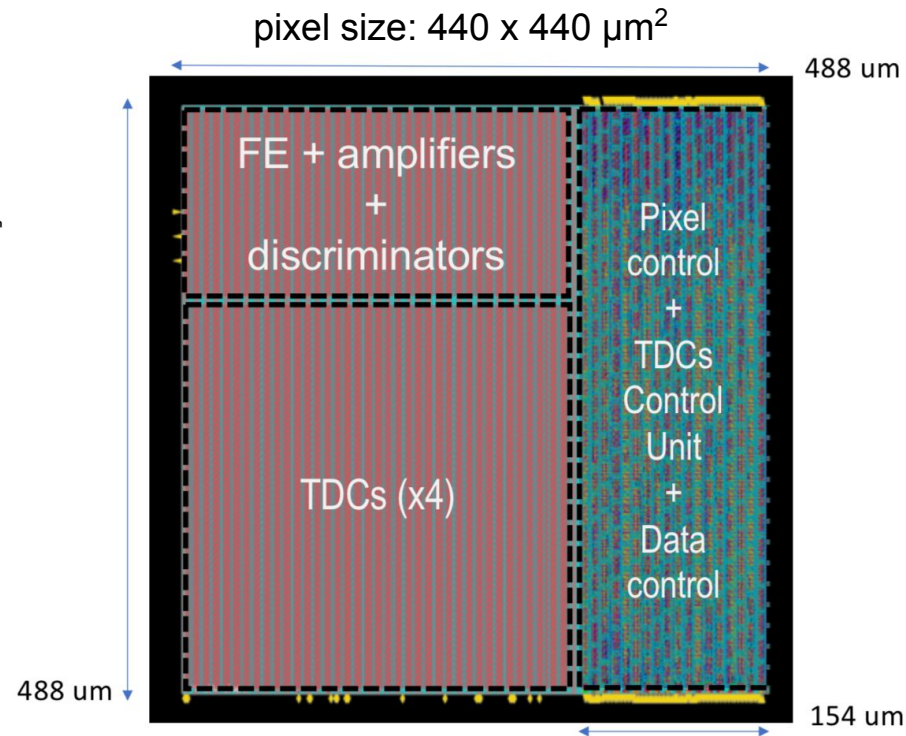 pixel size: 440 x 440 µm²
488 um
FE + amplifiers
+
discriminators
Pixel
control
+
TDCs
Control
Unit
+
Data
control
TDCs (x4)
488 um
154 um